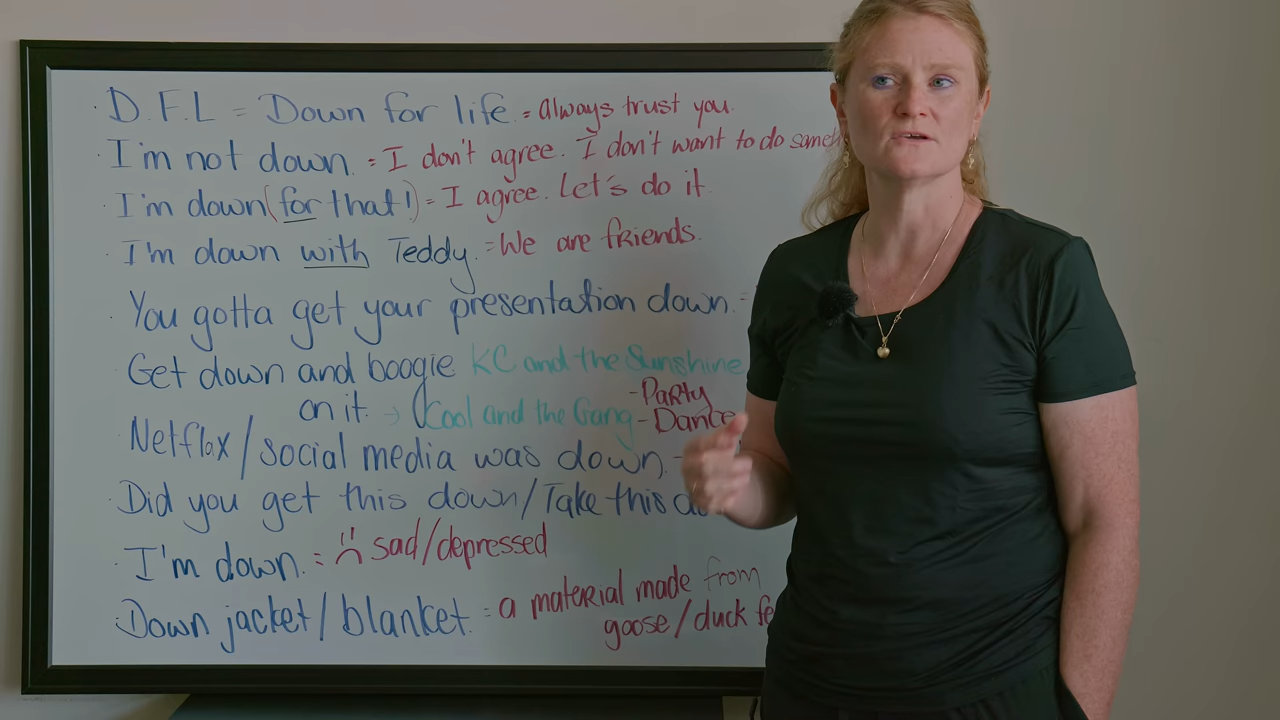 D.F.L = Down for life. = Always trust you.
I'm not down. = I don't agree. I don't want to do
I'm down (for that!) = I agree. Let's do it
I'm down with Teddy. = We are friends.
You gotta get your presentation down. =
Get down and boogie KC and the Sunshine
on it. → Cool and the Gang - Party
- Dance
Netflax/social media was down,
Did you get this down/Take this
I'm down. = :( sad/depressed
Down jacket/blanket. = a material made from
goose/duck